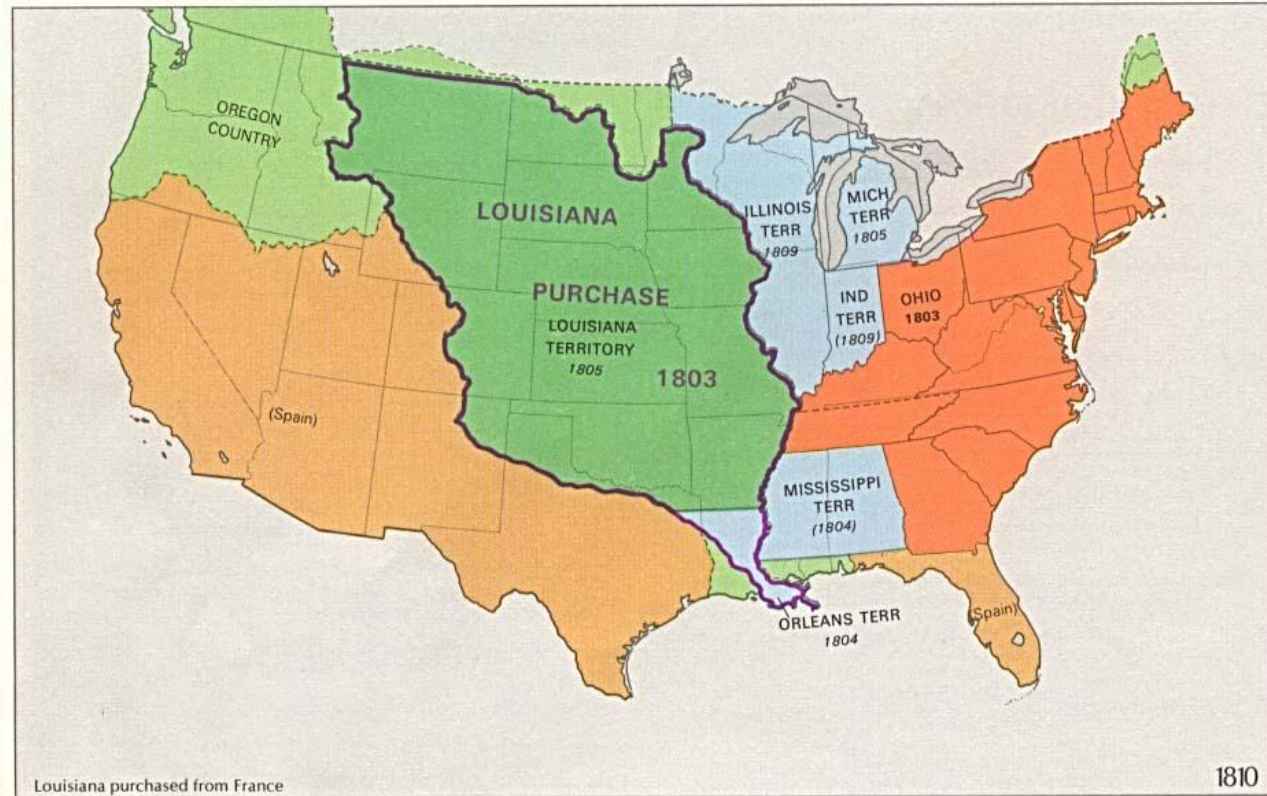 OREGON
COUNTRY
LOUISIANA
PURCHASE
LOUISIANA
TERRITORY
1805
1803
ILLINOIS
TERR
1809
MICH
TERR
1805
IND
TERR
(1809)
OHIO
1803
(Spain)
MISSISSIPPI
TERR
(1804)
ORLEANS TERR
1804
(Spain)
Louisiana purchased from France
1810